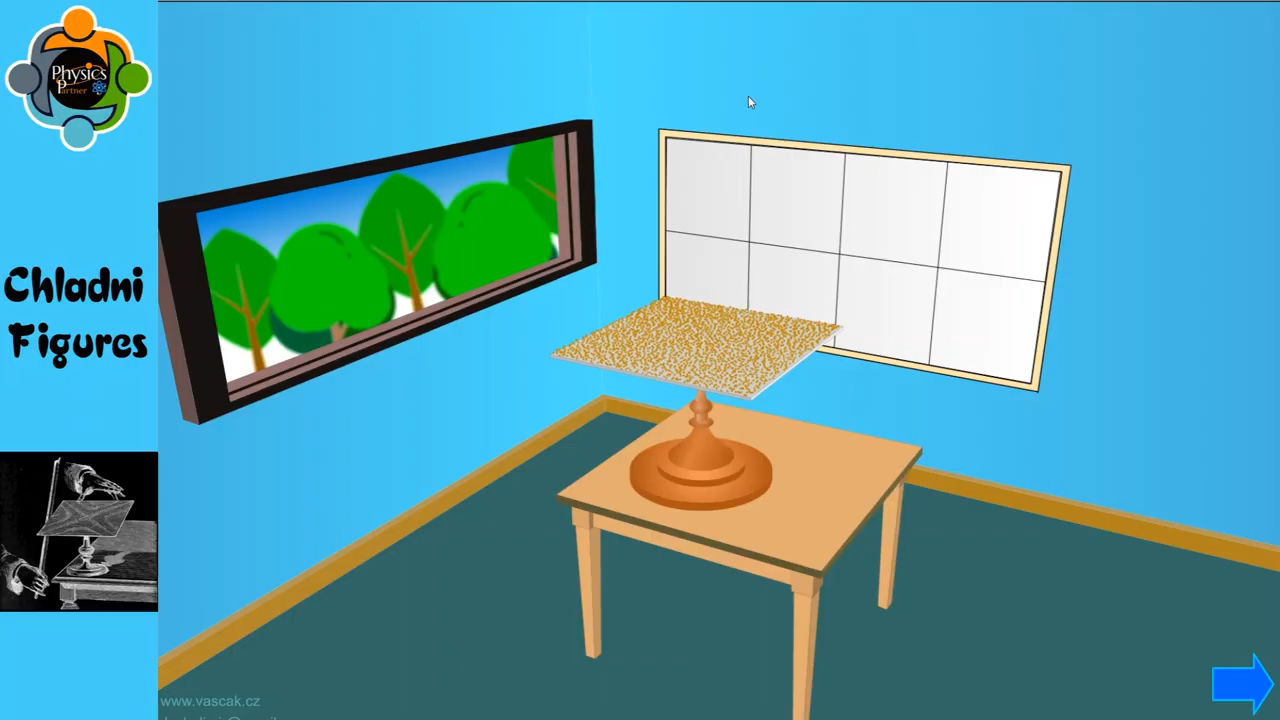 Physics
Partner
Chladni
Figures
www.vascak.cz